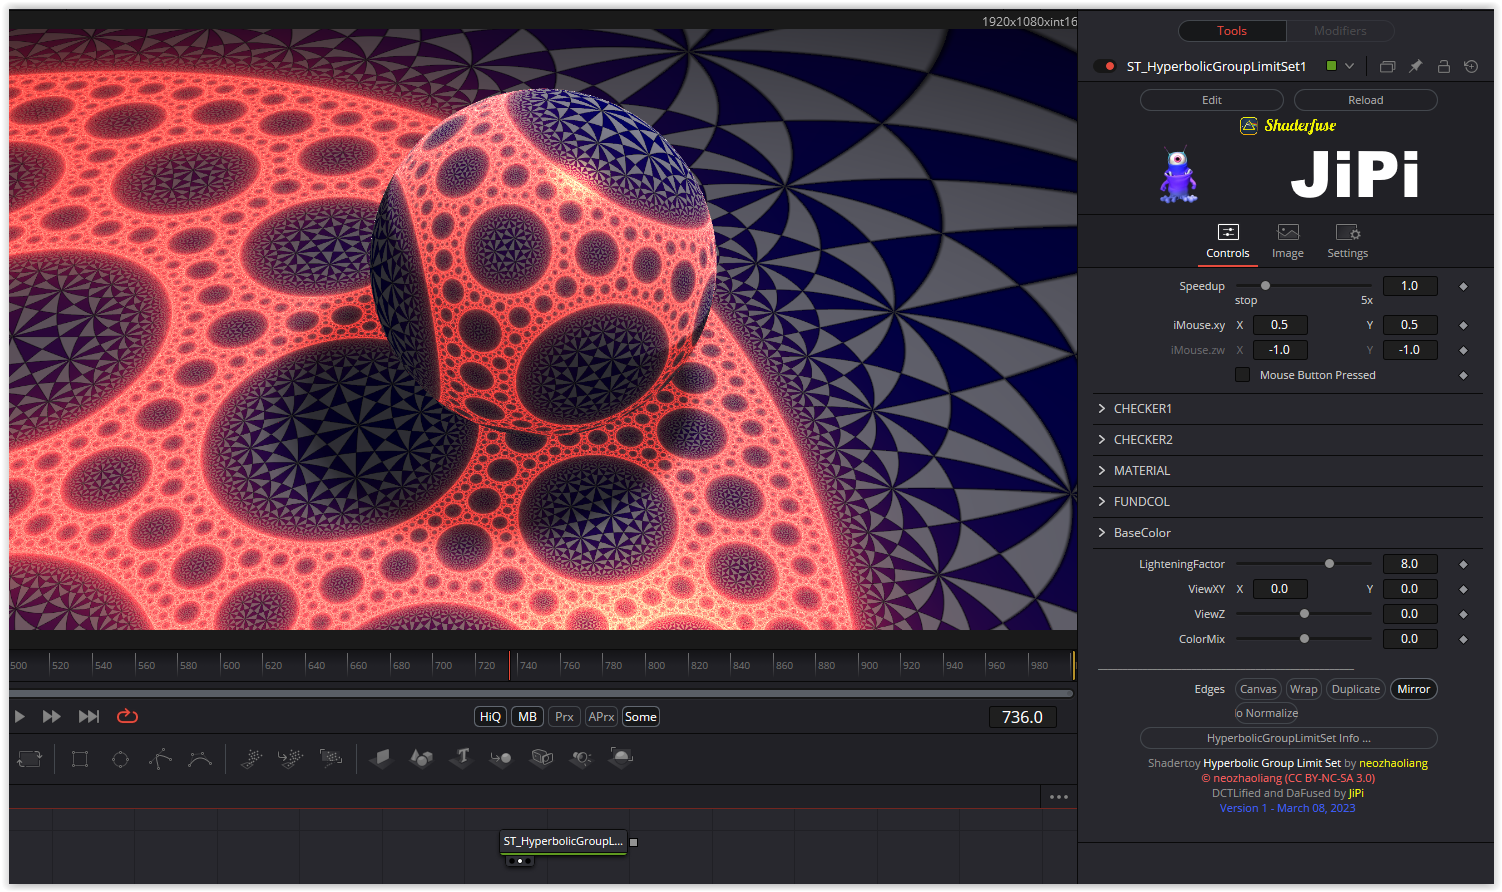 1920x1080xint16
Tools Modifiers
ST_HyperbolicGroupLimitSet1
Edit Reload
Shaderfuse
JiPi
Controls Image Settings
Speedup 1.0
stop 5x
iMouse.xy X 0.5 Y 0.5
iMouse.zw X -1.0 Y -1.0
Mouse Button Pressed
CHECKER1
CHECKER2
MATERIAL
FUNDCOL
BaseColor
LighteningFactor 8.0
ViewXY X 0.0 Y 0.0
ViewZ 0.0
ColorMix 0.0
500 520 540 560 580 600 620 640 660 680 700 720 740 760 780 800 820 840 860 880 900 920 940 960 980
Edges Canvas Wrap Duplicate Mirror
o Normalize
HiQ MB Prx APrx Some 736.0
HyperbolicGroupLimitSet Info ...
Shadertoy Hyperbolic Group Limit Set by neozhaoliang
© neozhaoliang (CC BY-NC-SA 3.0)
DCTLified and DaFused by JiPi
Version 1 - March 08, 2023
ST_HyperbolicGroupL...